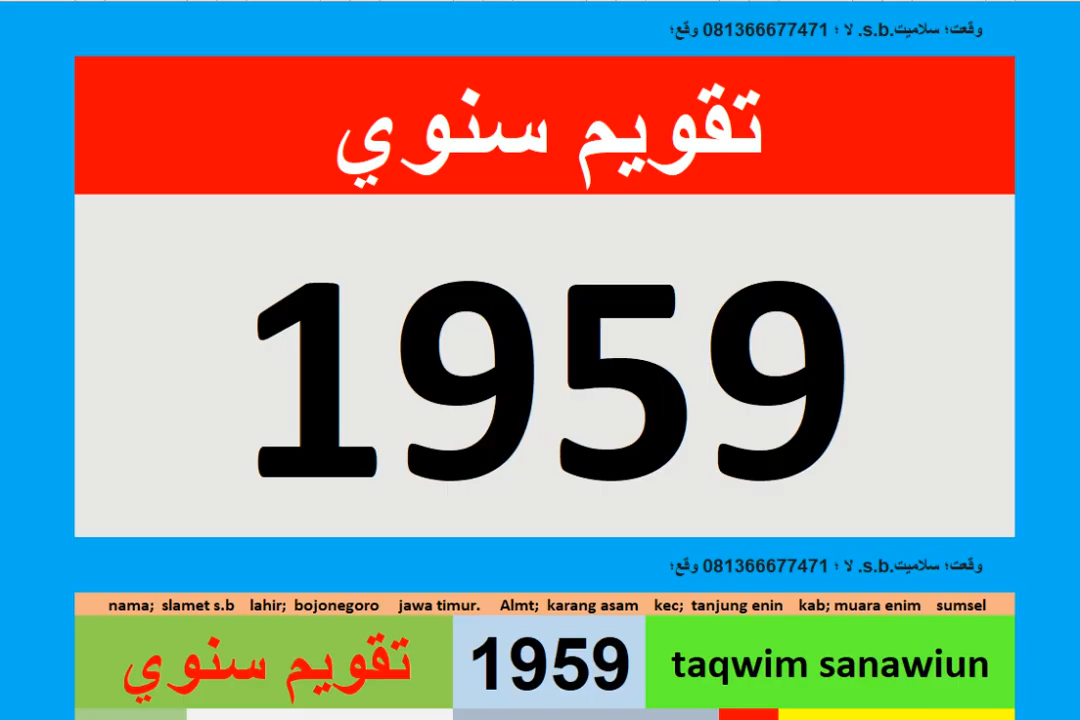 وقعت؛ سلاميت.s.b. لا ؛ 081366677471 وقع؛
تقويم سنوي
1959
وقعت؛ سلاميت.s.b. لا ؛ 081366677471 وقع؛
nama; slamet s.b lahir; bojonegoro jawa timur. Almt; karang asam kec; tanjung enin kab; muara enim sumsel
تقويم سنوي 1959 taqwim sanawiun